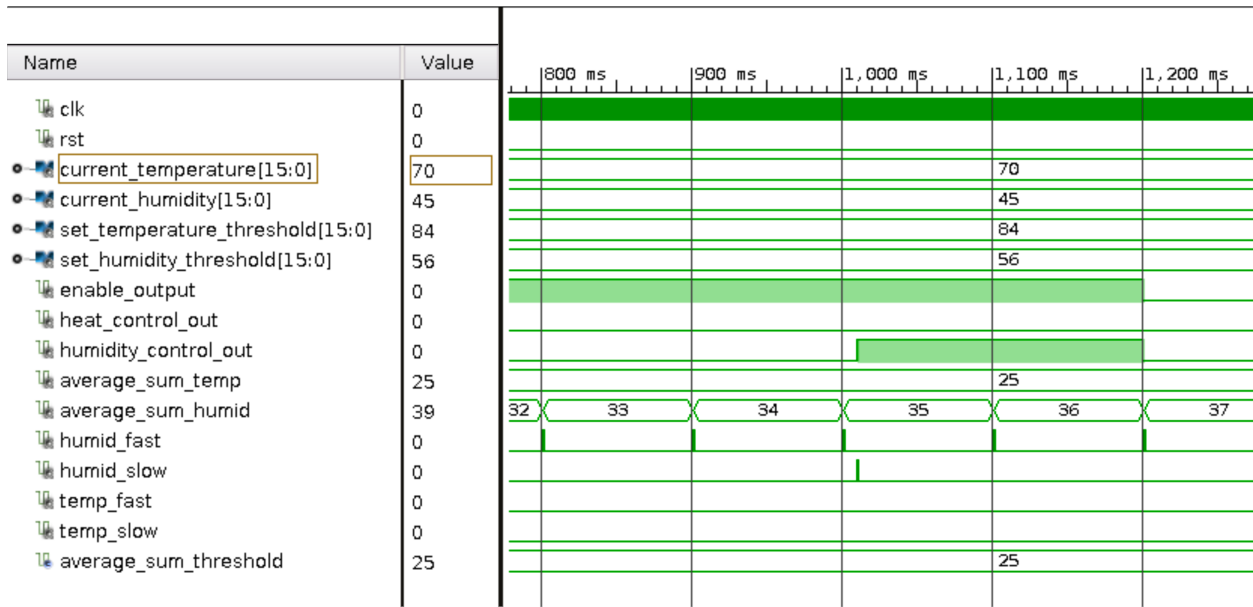 Name Value
800 ms 900 ms 1,000 ms 1,100 ms 1,200 ms
clk 0
rst 0
current_temperature[15:0] 70 70
current_humidity[15:0] 45 45
set_temperature_threshold[15:0] 84 84
set_humidity_threshold[15:0] 56 56
enable_output 0
heat_control_out 0
humidity_control_out 0
average_sum_temp 25 25
average_sum_humid 39 32 33 34 35 36 37
humid_fast 0
humid_slow 0
temp_fast 0
temp_slow 0
average_sum_threshold 25 25